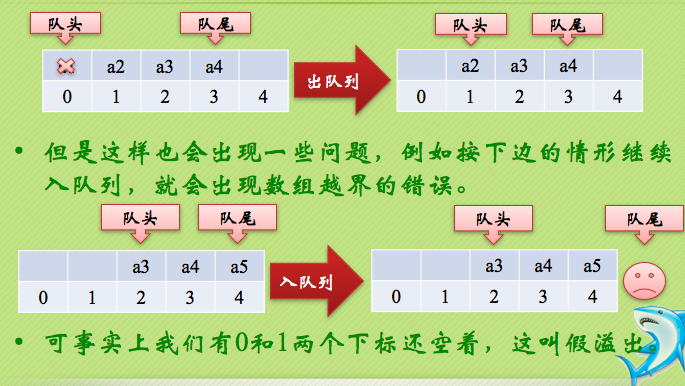 队头 队尾 队头 队尾
a2 a3 a4 出队列 a2 a3 a4
0 1 2 3 4 0 1 2 3 4
• 但是这样也会出现一些问题，例如按下边的情形继续
入队列，就会出现数组越界的错误。
队头 队尾 队头 队尾
a3 a4 a5 入队列 a3 a4 a5
0 1 2 3 4 0 1 2 3 4
• 可事实上我们有0和1两个下标还空着，这叫假溢出。